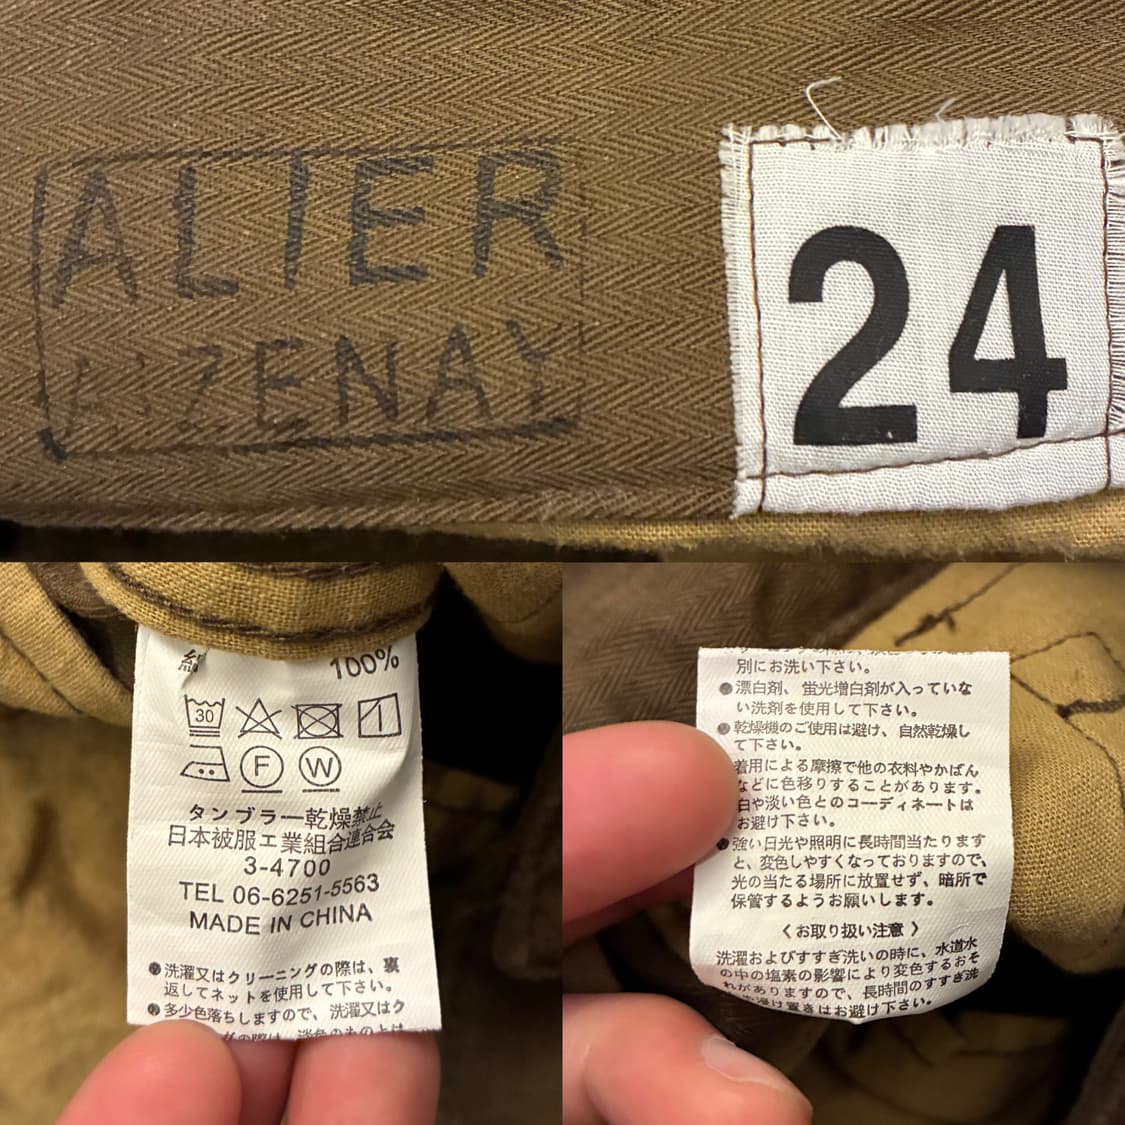 ALTER
ZENAY
24
綿 100%
30
F W
タンブラー乾燥禁止
日本被服工業組合連合会
3-4700
TEL 06-6251-5563
MADE IN CHINA
●洗濯又はクリーニングの際は、裏
返してネットを使用して下さい。
●多少色落ちしますので、洗濯又はク
別にお洗い下さい。
●漂白剤、蛍光増白剤が入っていな
い洗剤を使用して下さい。
●乾燥機のご使用は避け、自然乾燥し
て下さい。
着用による摩擦で他の衣料やかばん
などに色移りすることがあります。
白や淡い色とのコーディネートは
お避け下さい。
●強い日光や照明に長時間当たります
と、変色しやすくなっておりますので、
光の当たる場所に放置せず、暗所で
保管するようお願いします。
〈お取り扱い注意〉
洗濯およびすすぎ洗いの時に、水道水
の中の塩素の影響により変色するおそ
れがありますので、長時間のすすぎ洗
浸け置きはお避け下さい。